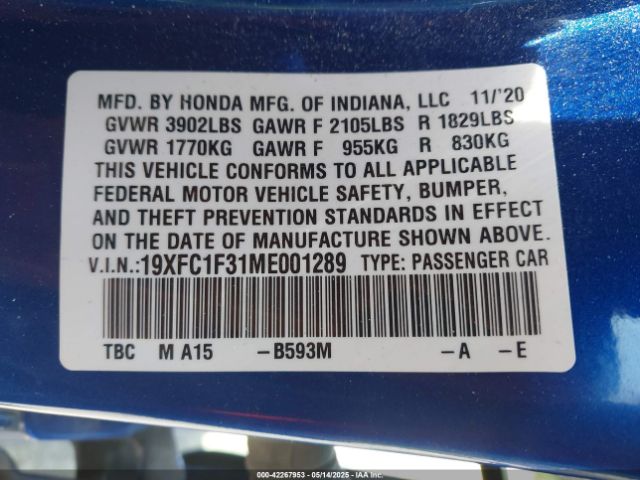 MFD. BY HONDA MFG. OF INDIANA, LLC 11/'20
GVWR 3902LBS GAWR F 2105LBS R 1829LBS
GVWR 1770KG GAWR F 955KG R 830KG
THIS VEHICLE CONFORMS TO ALL APPLICABLE
FEDERAL MOTOR VEHICLE SAFETY, BUMPER,
AND THEFT PREVENTION STANDARDS IN EFFECT
ON THE DATE OF MANUFACTURE SHOWN ABOVE.
V.I.N.:19XFC1F31ME001289 TYPE: PASSENGER CAR
TBC M A15 -B593M -A -E
000-42267953 - 05/14/2025 - IAAI.COM